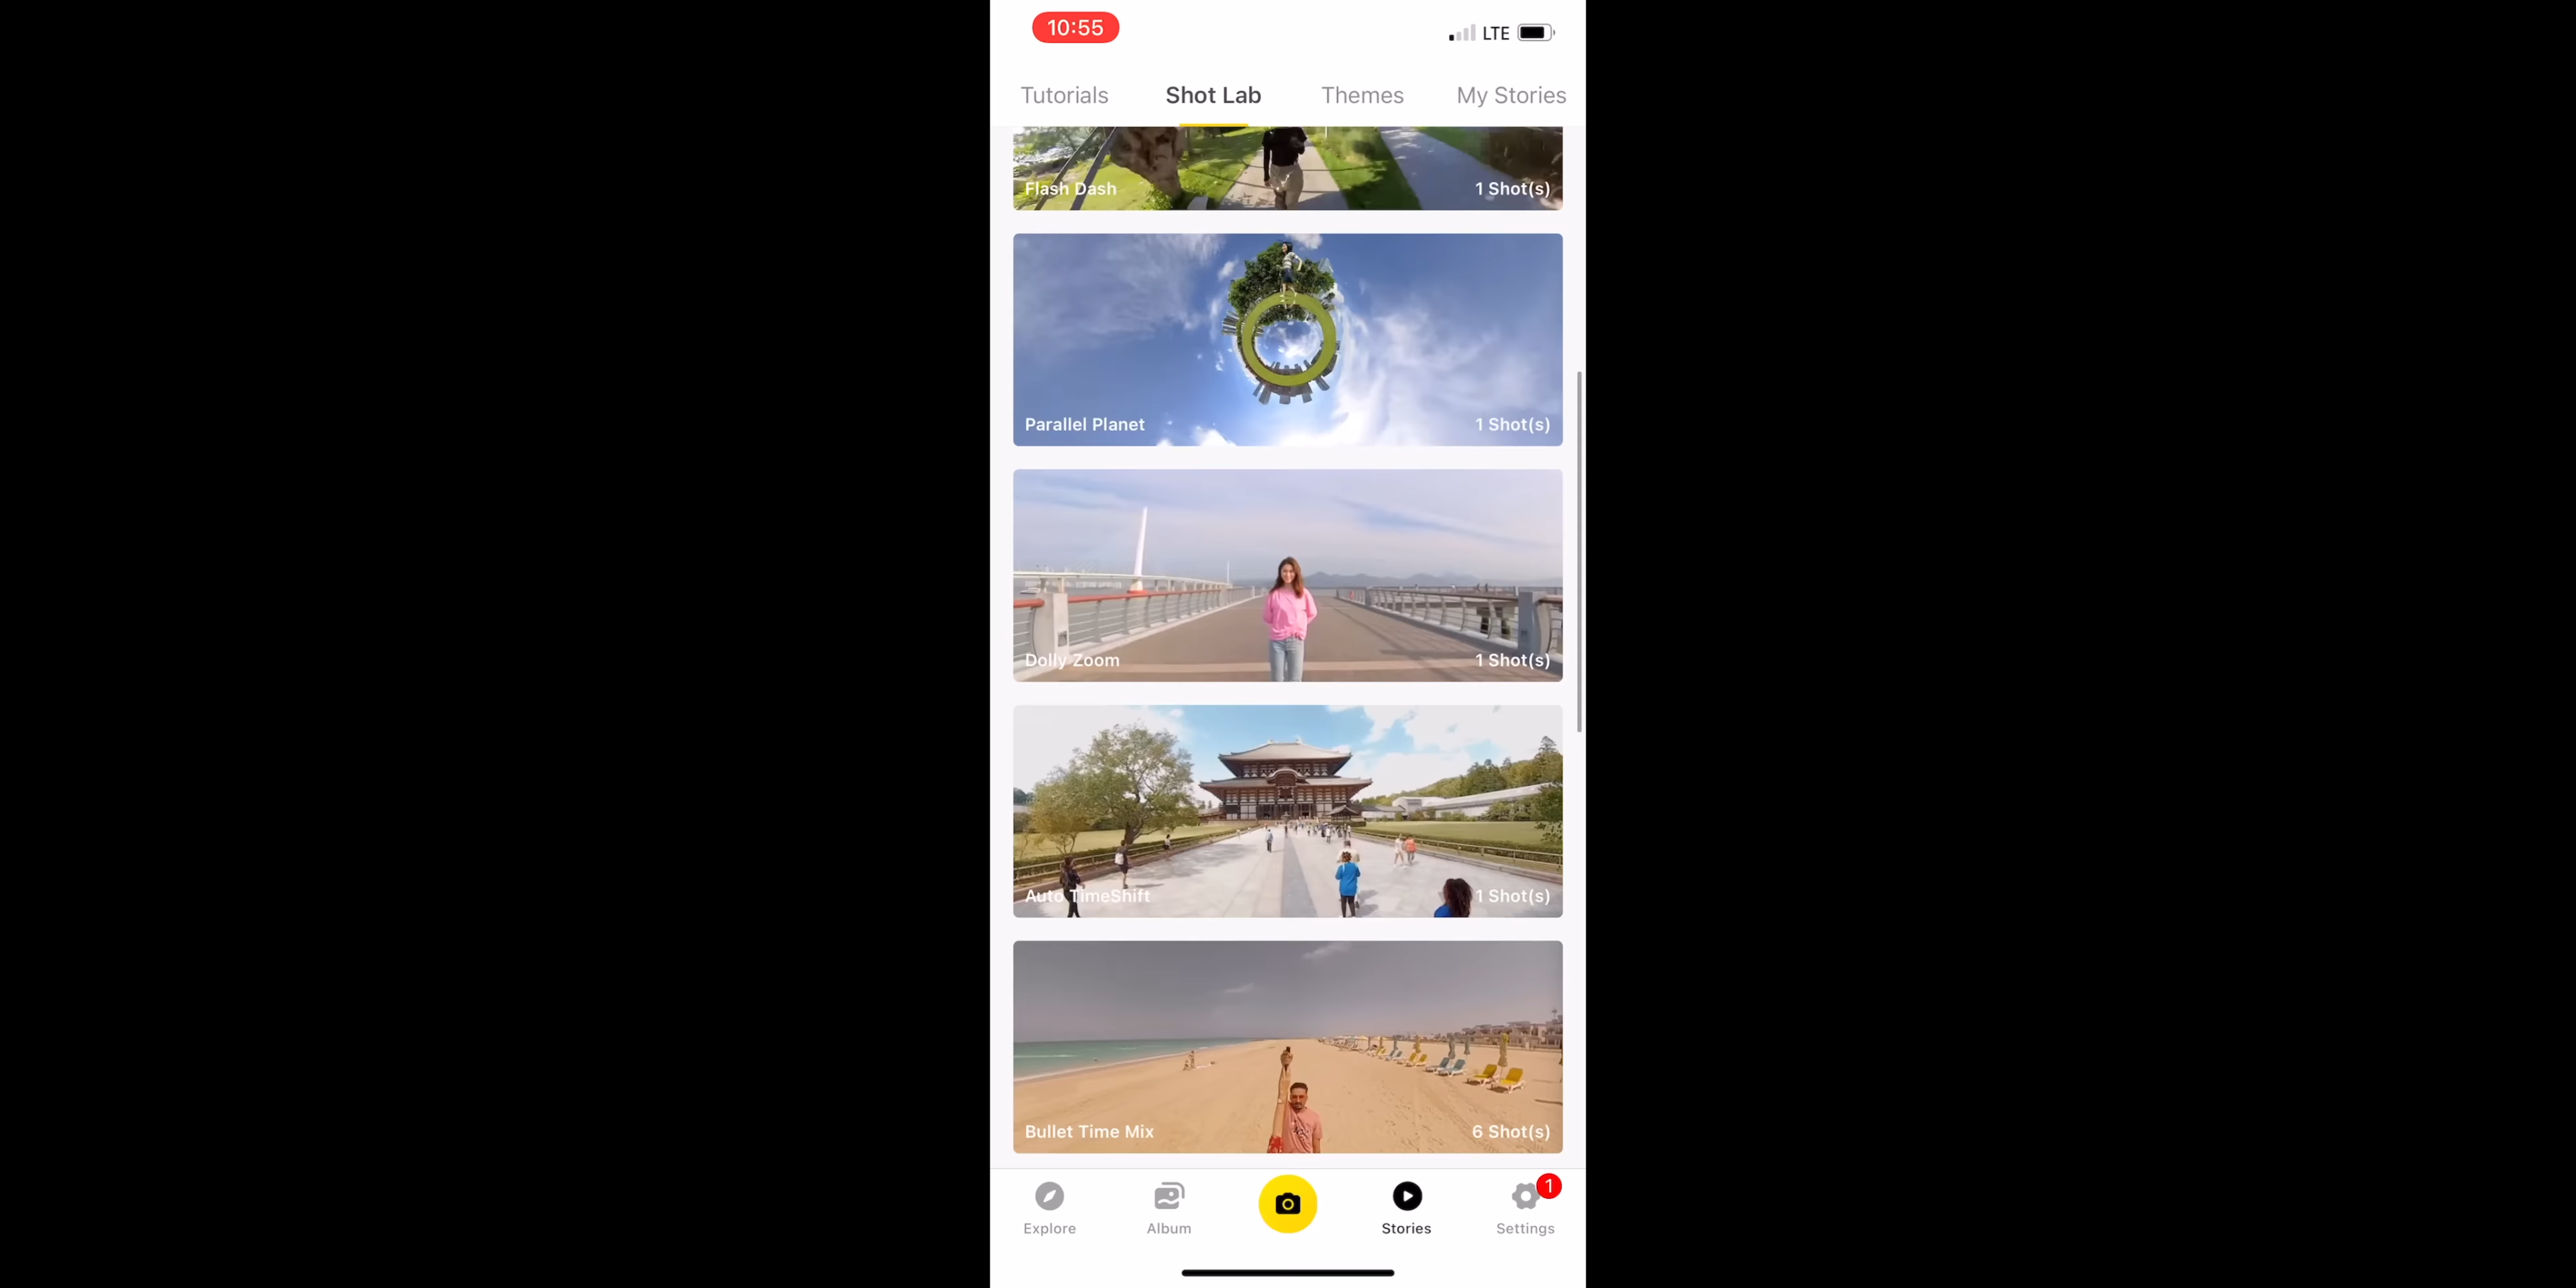 10:55
LTE
Tutorials
Shot Lab
Themes
My Stories
Flash Dash
1 Shot(s)
Parallel Planet
1 Shot(s)
Dolly Zoom
1 Shot(s)
Auto TimeShift
1 Shot(s)
Bullet Time Mix
6 Shot(s)
Explore
Album
Stories
1
Settings